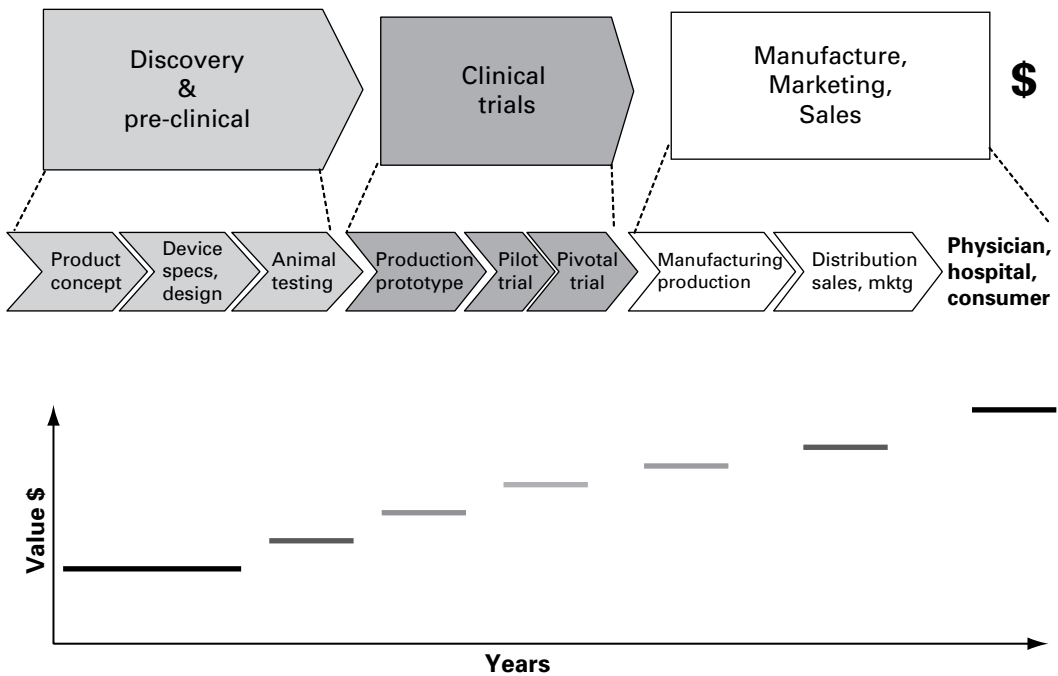 Discovery
&
pre-clinical
Clinical
trials
Manufacture,
Marketing,
Sales
$
Product
concept
Device
specs,
design
Animal
testing
Production
prototype
Pilot
trial
Pivotal
trial
Manufacturing
production
Distribution
sales, mktg
Physician,
hospital,
consumer
Value $
Years